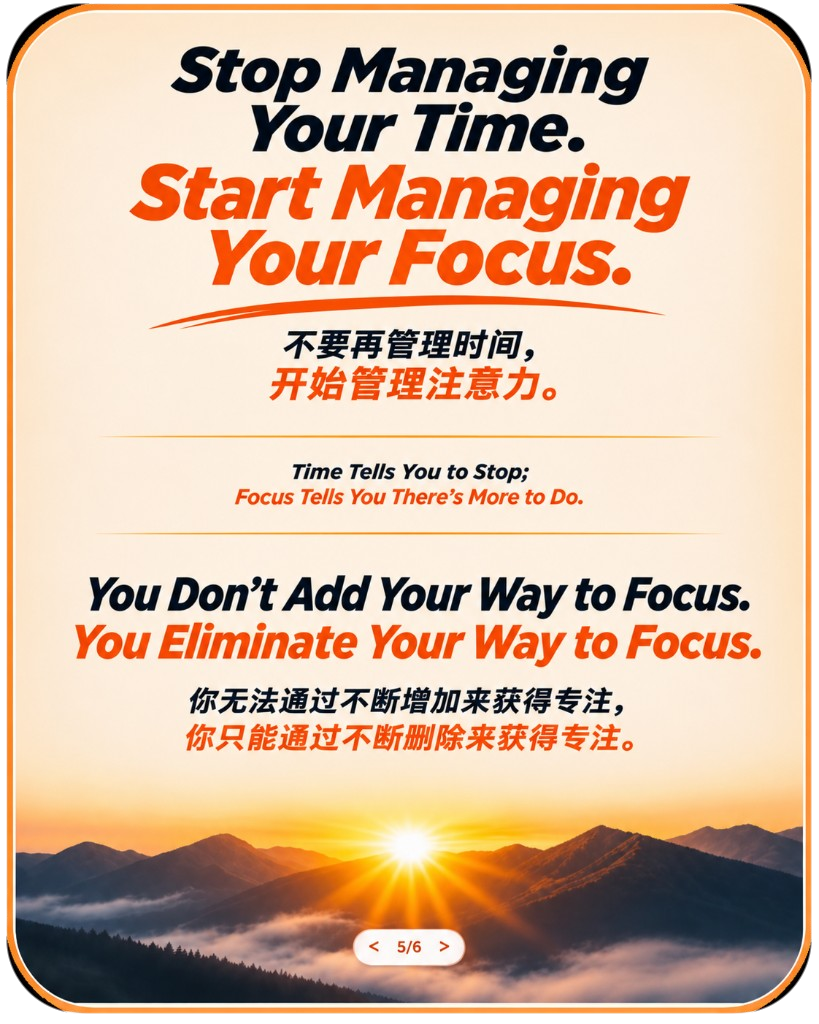 Stop Managing
Your Time.
Start Managing
Your Focus.
不要再管理时间，
开始管理注意力。
Time Tells You to Stop;
Focus Tells You There's More to Do.
You Don't Add Your Way to Focus.
You Eliminate Your Way to Focus.
你无法通过不断增加来获得专注，
你只能通过不断删除来获得专注。
< 5/6 >